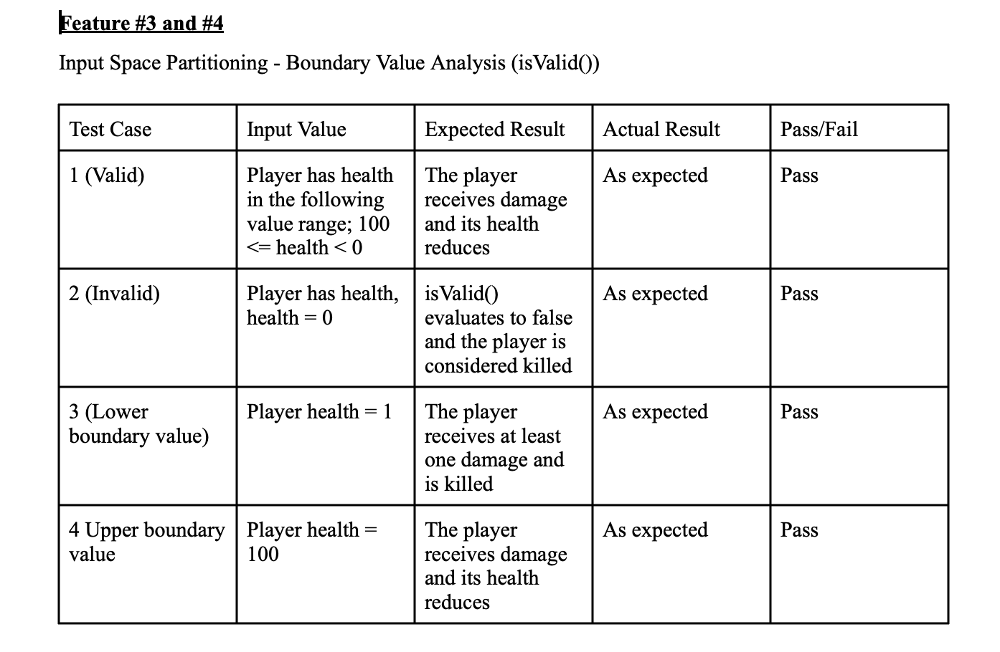 Feature #3 and #4
Input Space Partitioning - Boundary Value Analysis (isValid())
Test Case
Input Value
Expected Result
Actual Result
Pass/Fail
1 (Valid)
Player has health
in the following
value range; 100
<= health < 0
The player
receives damage
and its health
reduces
As expected
Pass
2 (Invalid)
Player has health,
health = 0
isValid()
evaluates to false
and the player is
considered killed
As expected
Pass
3 (Lower
boundary value)
Player health = 1
The player
receives at least
one damage and
is killed
As expected
Pass
4 Upper boundary
value
Player health =
100
The player
receives damage
and its health
reduces
As expected
Pass